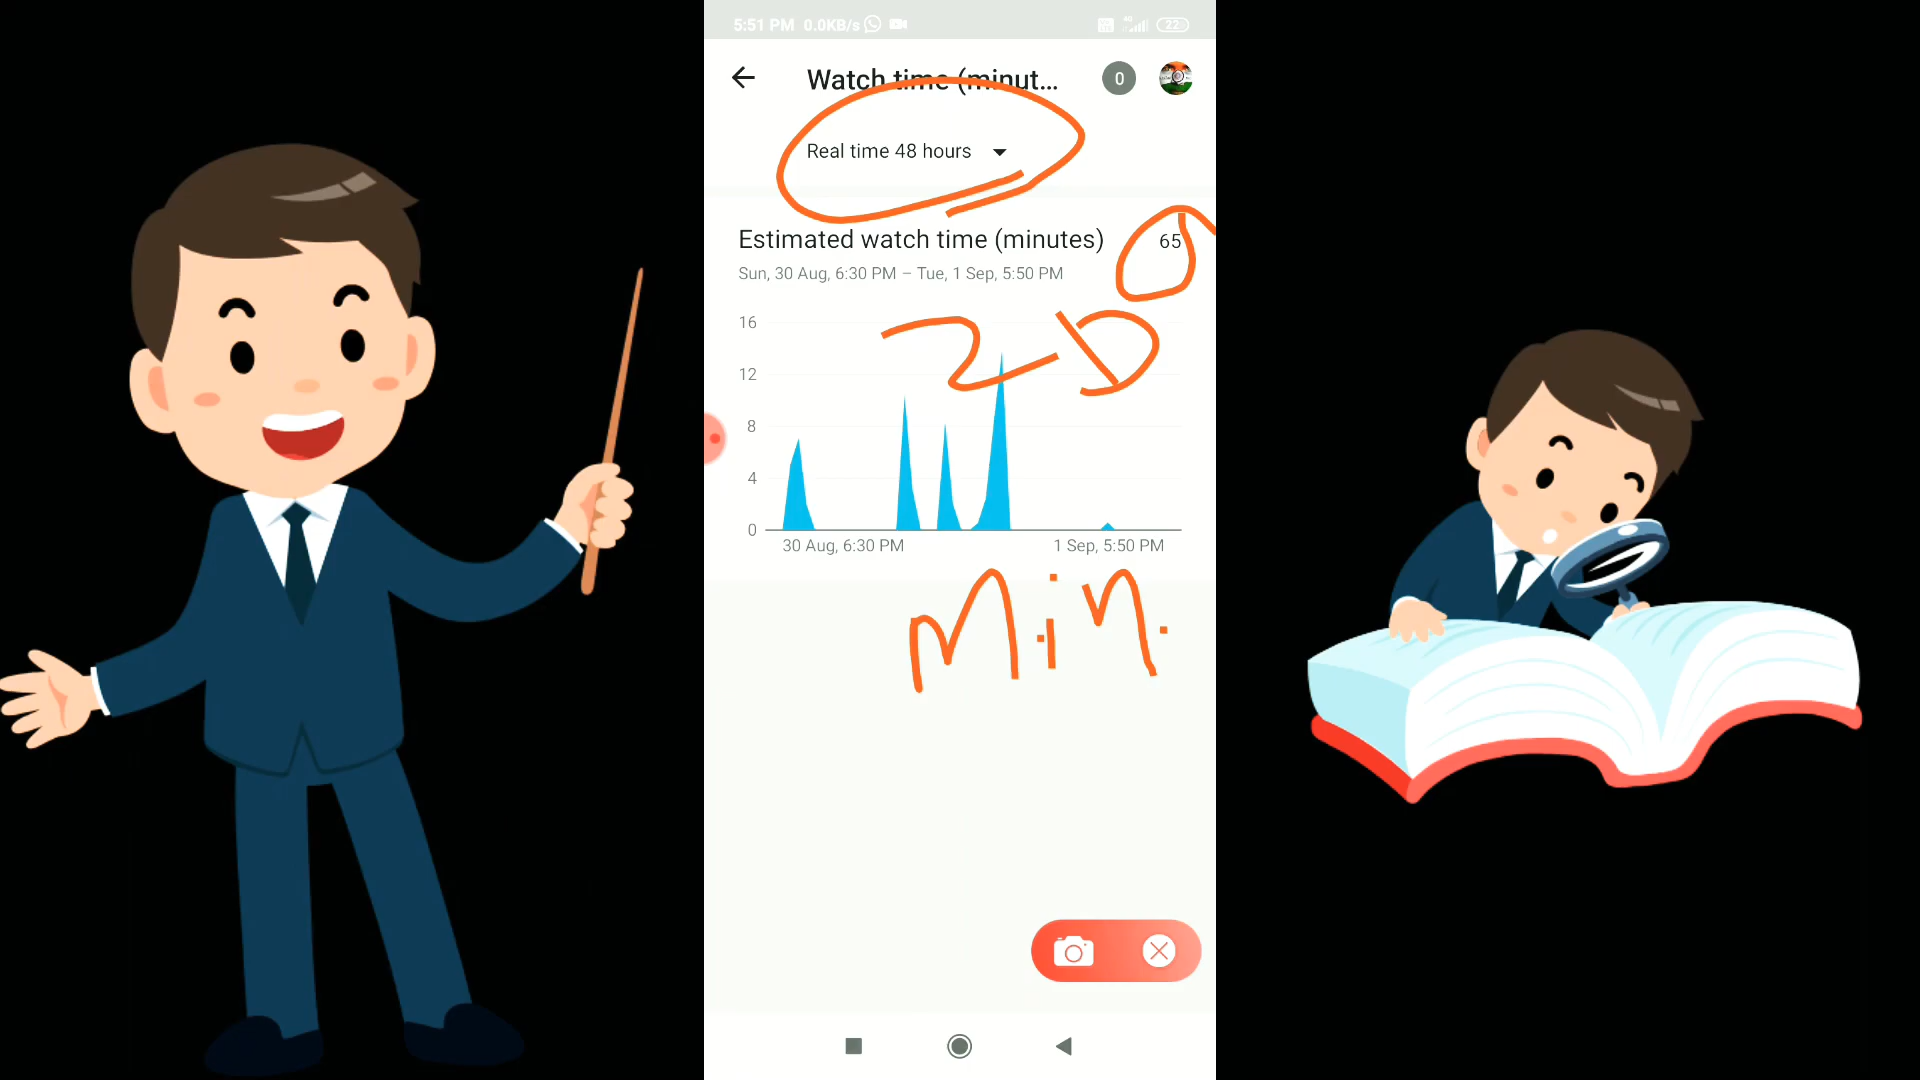 5:51 PM 0.0KB/s
4G 22
Watch time (minut...
0
Real time 48 hours
Estimated watch time (minutes) 65
Sun, 30 Aug, 6:30 PM – Tue, 1 Sep, 5:50 PM
2-D
16
12
8
4
0
30 Aug, 6:30 PM 1 Sep, 5:50 PM
Min.